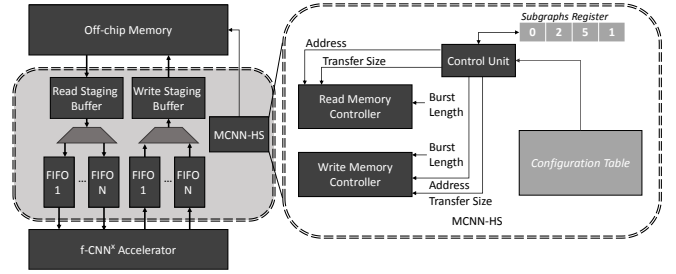 Off-chip Memory
Read Staging
Buffer
Write Staging
Buffer
MCNN-HS
FIFO
1
...
FIFO
N
FIFO
1
...
FIFO
N
f-CNNˣ Accelerator
Subgraphs Register
0 2 5 1
Address
Transfer Size
Control Unit
Read Memory
Controller
Burst
Length
Write Memory
Controller
Burst
Length
Address
Transfer Size
Configuration Table
MCNN-HS